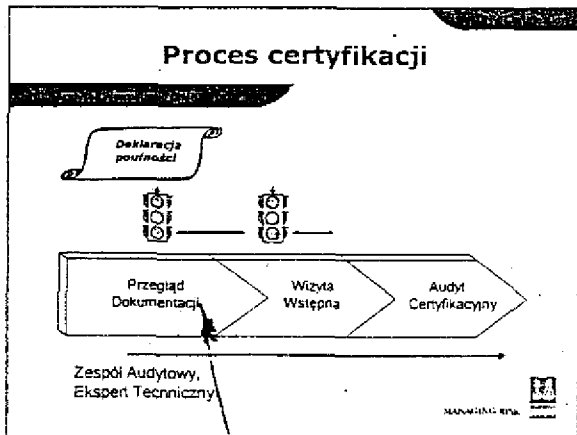 Proces certyfikacji
Deklaracja
poufności
Przegląd
Dokumentacji
Wizyta
Wstępna
Audyt
Certyfikacyjny
Zespół Audytowy,
Ekspert Techniczny
MANAGING RISK